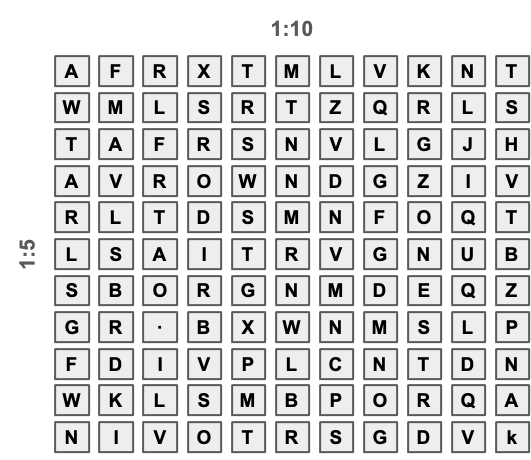 1:10
A F R X T M L V K N T
W M L S R T Z Q R L S
T A F R S N V L G J H
A V R O W N D G Z I V
R L T D S M N F O Q T
1:5
L S A I T R V G N U B
S B O R G N M D E Q Z
G R · B X W N M S L P
F D I V P L C N T D N
W K L S M B P O R Q A
N I V O T R S G D V k